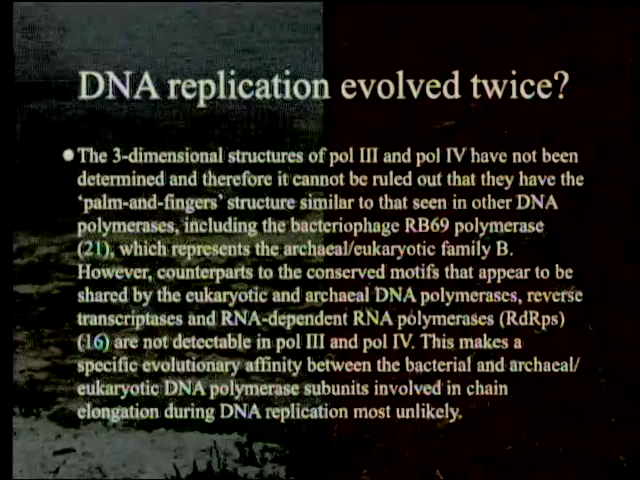 DNA replication evolved twice?
The 3-dimensional structures of pol III and pol IV have not been
determined and therefore it cannot be ruled out that they have the
'palm-and-fingers' structure similar to that seen in other DNA
polymerases, including the bacteriophage RB69 polymerase
(21), which represents the archaeal/eukaryotic family B.
However, counterparts to the conserved motifs that appear to be
shared by the eukaryotic and archaeal DNA polymerases, reverse
transcriptases and RNA-dependent RNA polymerases (RdRps)
(16) are not detectable in pol III and pol IV. This makes a
specific evolutionary affinity between the bacterial and archaeal/
eukaryotic DNA polymerase subunits involved in chain
elongation during DNA replication most unlikely.